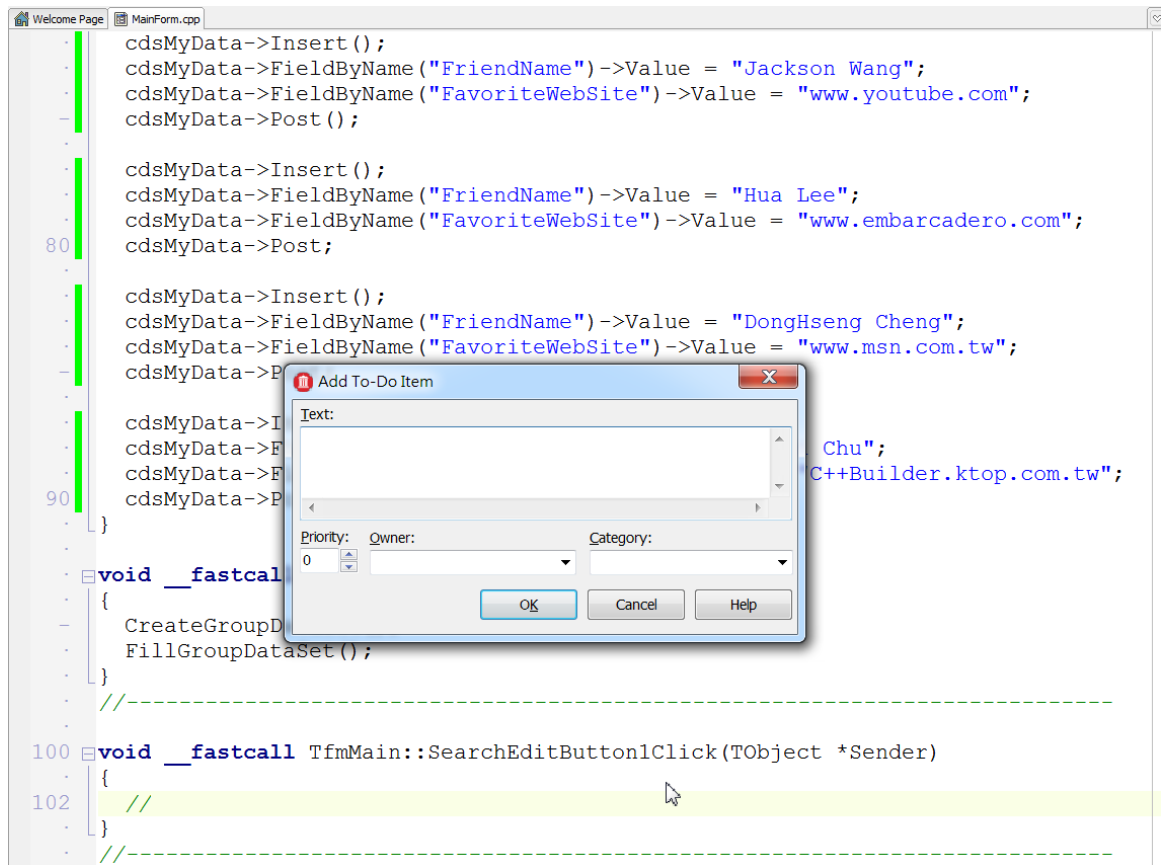 Welcome Page MainForm.cpp
cdsMyData->Insert();
cdsMyData->FieldByName("FriendName")->Value = "Jackson Wang";
cdsMyData->FieldByName("FavoriteWebSite")->Value = "www.youtube.com";
cdsMyData->Post();
cdsMyData->Insert();
cdsMyData->FieldByName("FriendName")->Value = "Hua Lee";
cdsMyData->FieldByName("FavoriteWebSite")->Value = "www.embarcadero.com";
80 cdsMyData->Post;
cdsMyData->Insert();
cdsMyData->FieldByName("FriendName")->Value = "DongHseng Cheng";
cdsMyData->FieldByName("FavoriteWebSite")->Value = "www.msn.com.tw";
cdsMyData->P
Add To-Do Item
Text:
cdsMyData->I
cdsMyData->F Chu";
cdsMyData->F "C++Builder.ktop.com.tw";
90 cdsMyData->P
}
Priority: Owner: Category:
0
void __fastcal
OK Cancel Help
{
CreateGroupD
FillGroupDataSet();
}
//---------------------------------------------------------------------------
100 void __fastcall TfmMain::SearchEditButton1Click(TObject *Sender)
{
102 //
}
//---------------------------------------------------------------------------